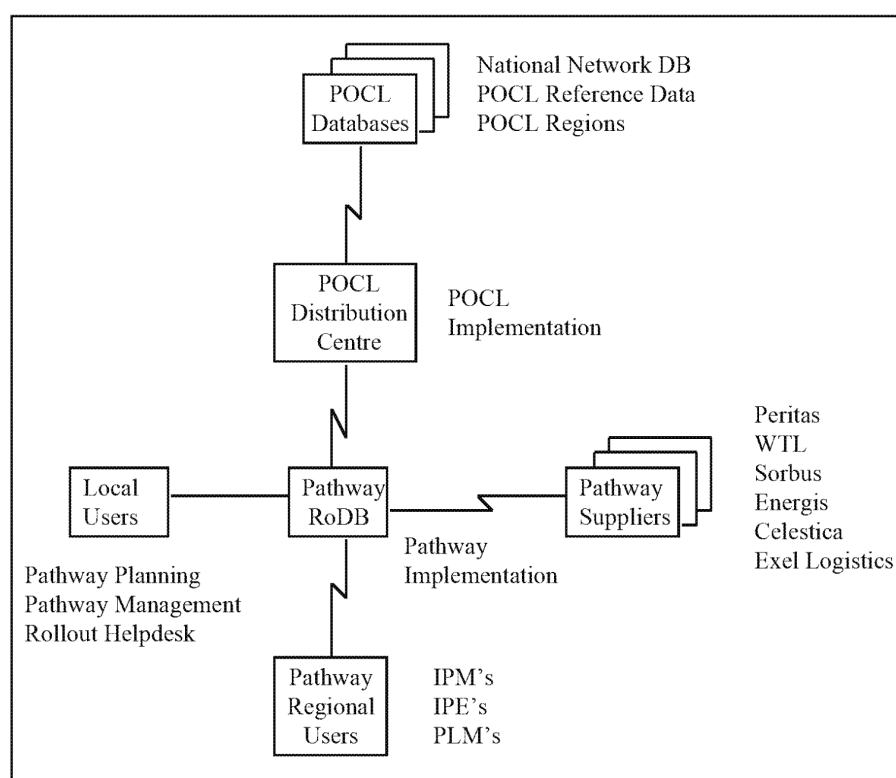 POCL
Databases
National Network DB
POCL Reference Data
POCL Regions
POCL
Distribution
Centre
POCL
Implementation
Local
Users
Pathway
RoDB
Pathway
Suppliers
Peritas
WTL
Sorbus
Energis
Celestica
Exel Logistics
Pathway Planning
Pathway Management
Rollout Helpdesk
Pathway
Implementation
Pathway
Regional
Users
IPM's
IPE's
PLM's